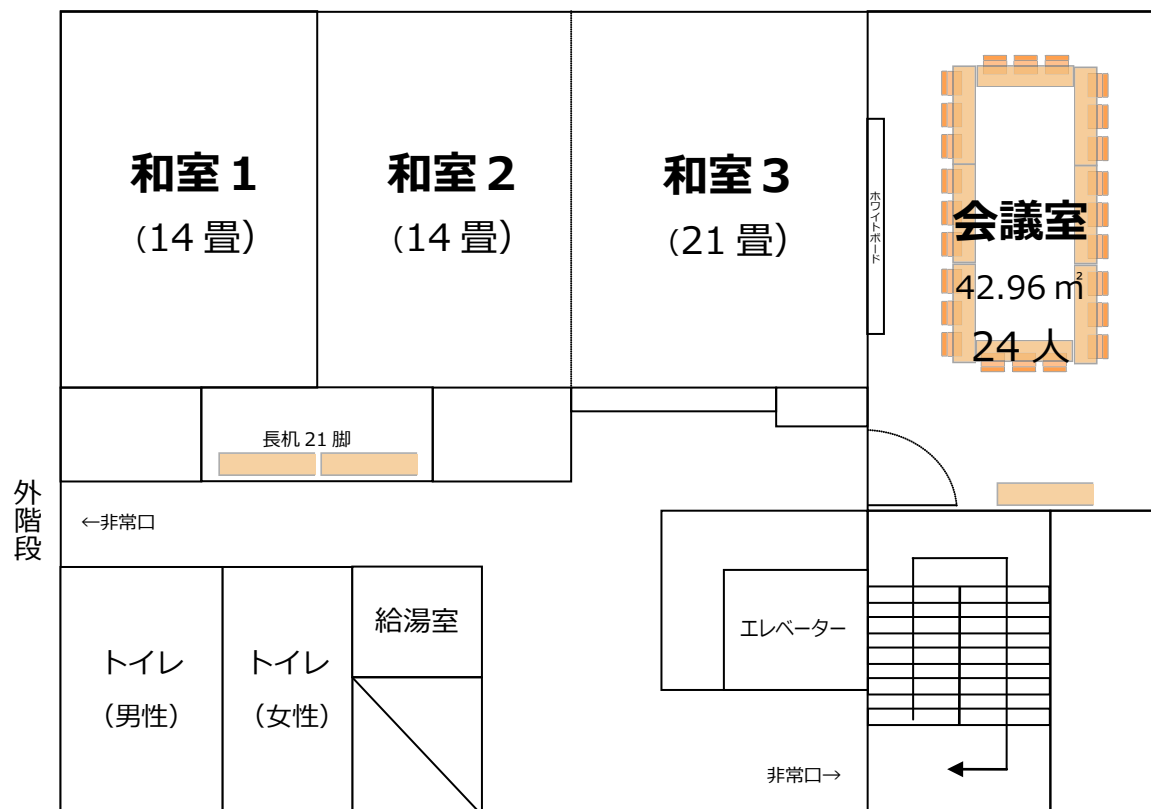 和室１
(14 畳）
和室２
(14 畳）
和室３
(21 畳）
ホワイトボード
会議室
42.96 ㎡
24 人
長机 21 脚
外階段
←非常口
給湯室
エレベーター
トイレ
（男性）
トイレ
（女性）
非常口→